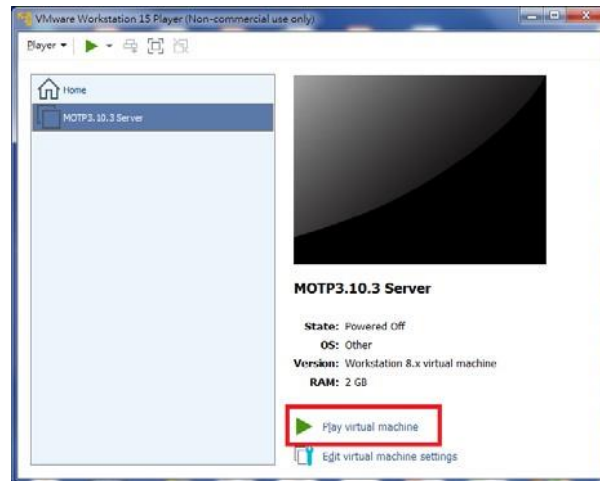 VMware Workstation 15 Player (Non-commercial use only)
Player
Home
MOTP3.10.3 Server
MOTP3.10.3 Server
State: Powered Off
OS: Other
Version: Workstation 8.x virtual machine
RAM: 2 GB
Play virtual machine
Edit virtual machine settings